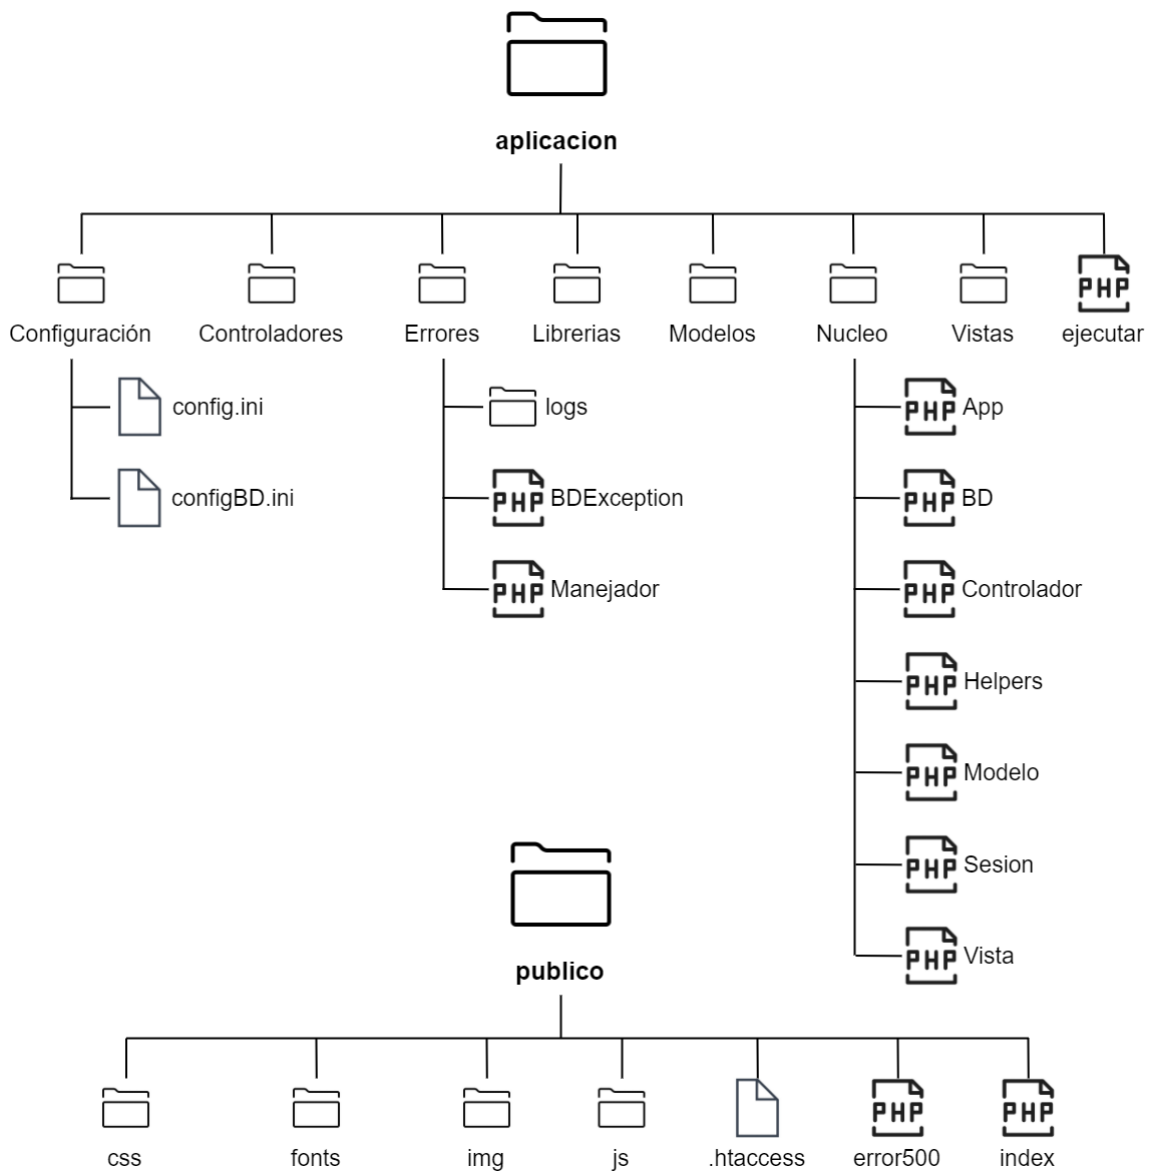 aplicacion
Configuración
Controladores
Errores
Librerias
Modelos
Nucleo
Vistas
PHP
ejecutar
config.ini
configBD.ini
logs
PHP BDException
PHP Manejador
PHP App
PHP BD
PHP Controlador
PHP Helpers
PHP Modelo
PHP Sesion
PHP Vista
publico
css
fonts
img
js
.htaccess
PHP
error500
PHP
index